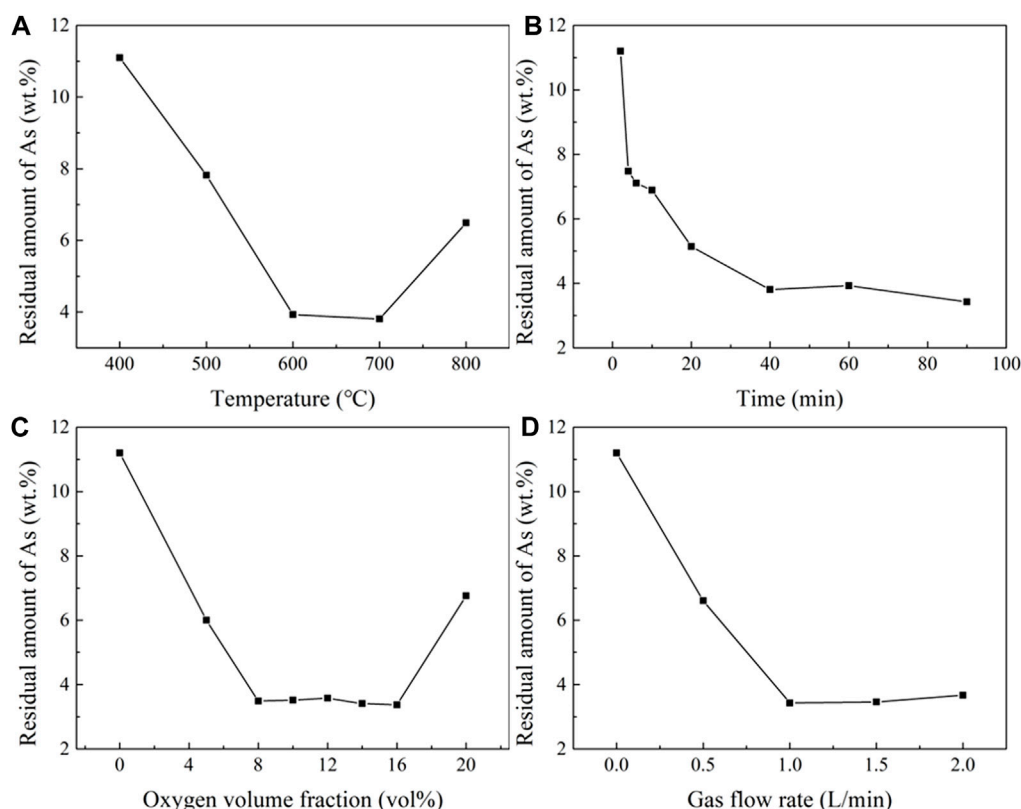 A
Residual amount of As (wt.%)
12
10
8
6
4
400 500 600 700 800
Temperature (℃)
B
Residual amount of As (wt.%)
12
10
8
6
4
2
0 20 40 60 80 100
Time (min)
C
Residual amount of As (wt.%)
12
10
8
6
4
2
0 4 8 12 16 20
Oxygen volume fraction (vol%)
D
Residual amount of As (wt.%)
12
10
8
6
4
2
0.0 0.5 1.0 1.5 2.0
Gas flow rate (L/min)